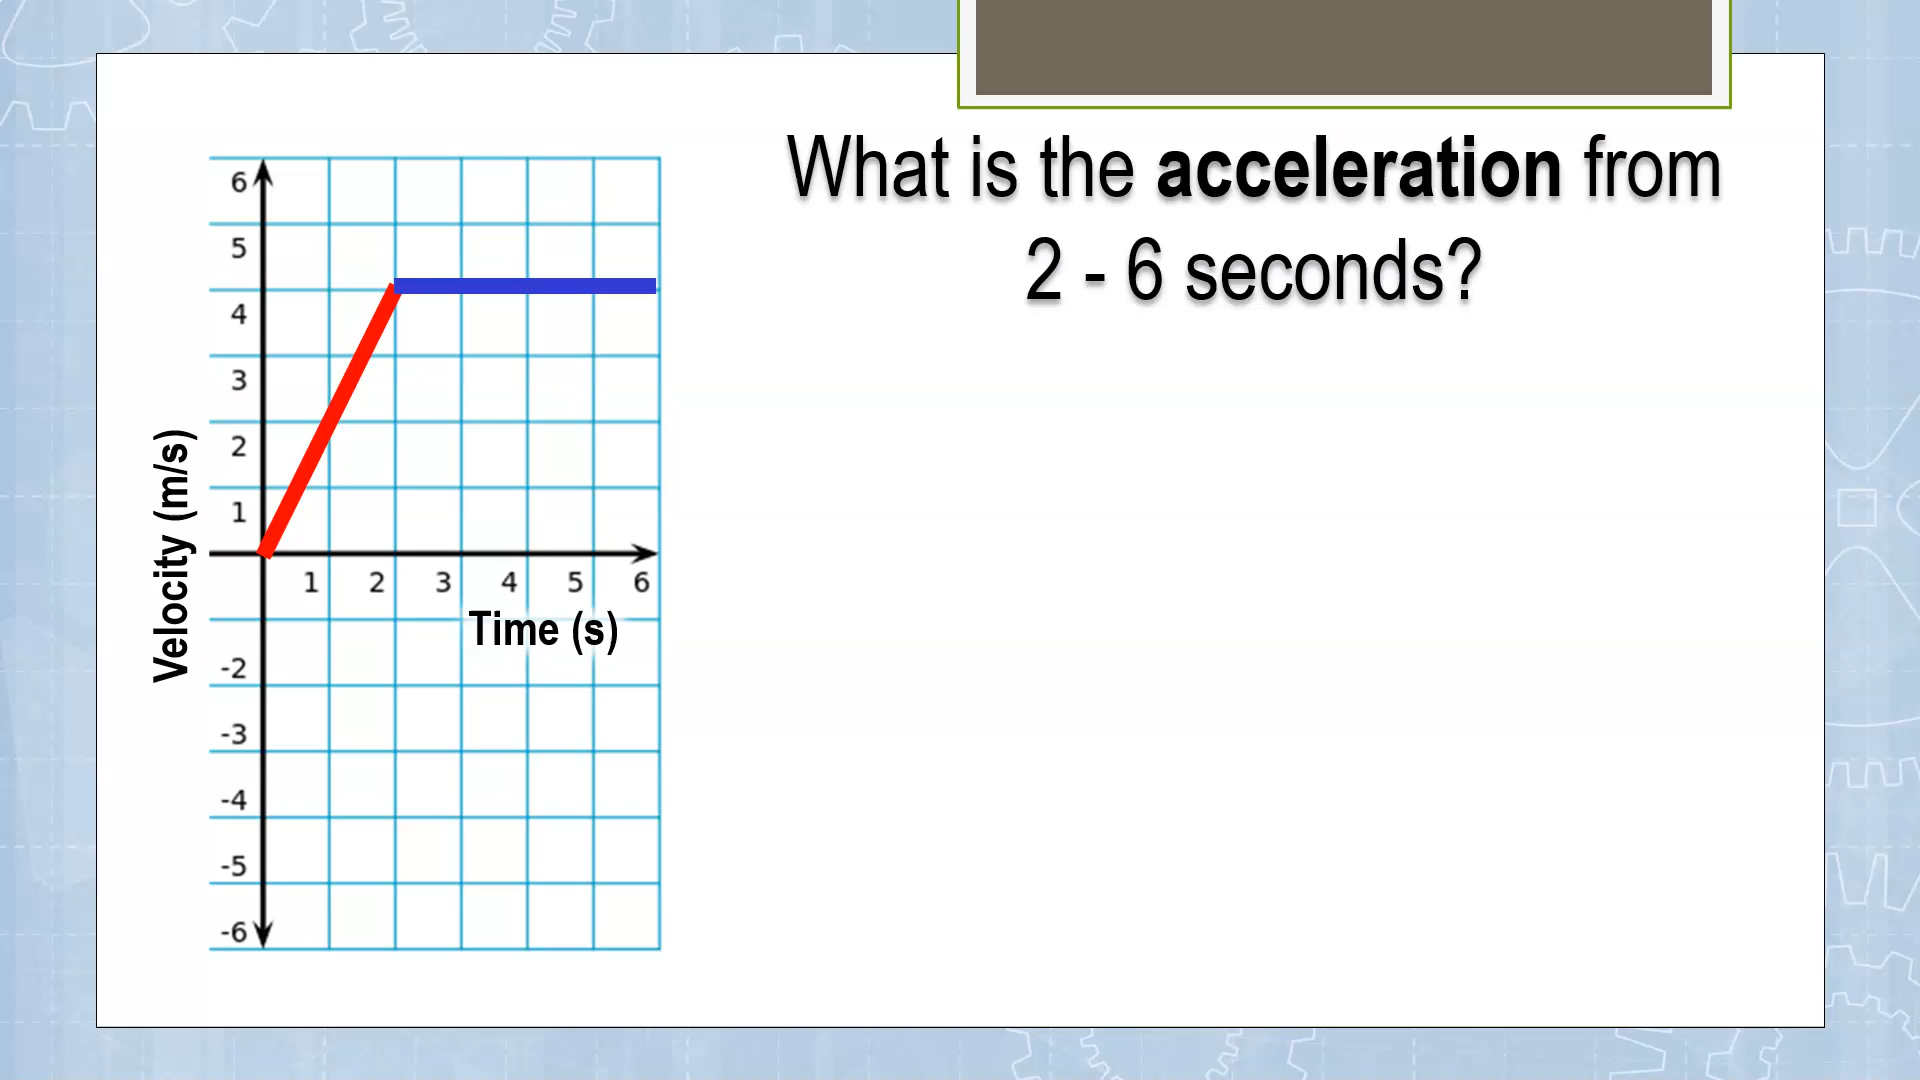 What is the acceleration from
2 - 6 seconds?
6
5
4
3
2
1
Velocity (m/s)
1 2 3 4 5 6
Time (s)
-2
-3
-4
-5
-6